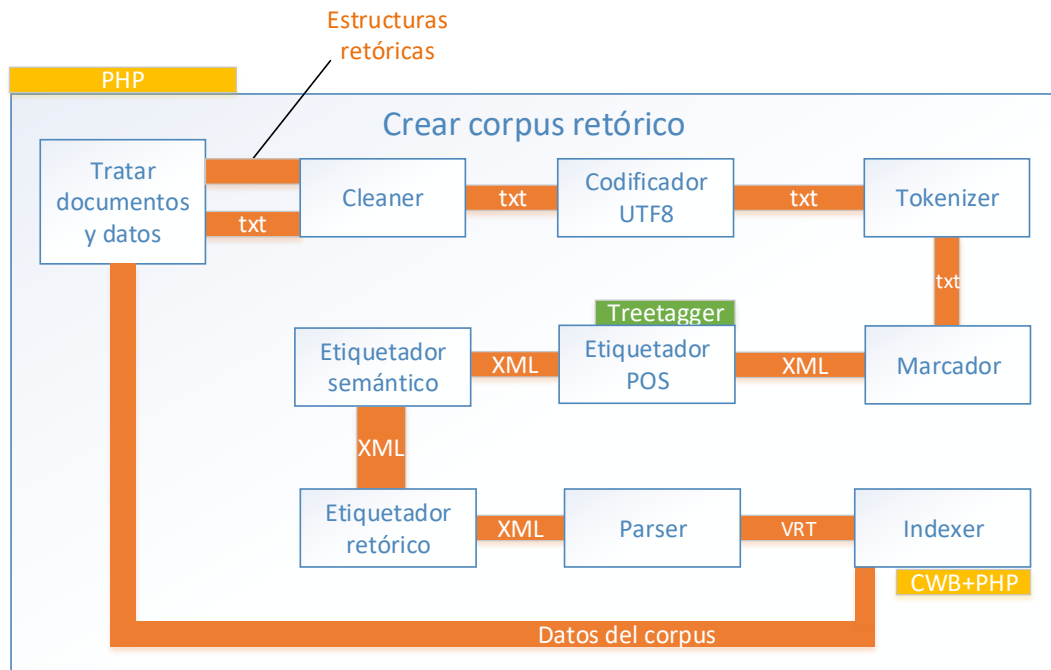 Estructuras
retóricas
PHP
Crear corpus retórico
Tratar
documentos
y datos
txt
Cleaner
txt
Codificador
UTF8
txt
Tokenizer
txt
Treetagger
Etiquetador
semántico
XML
Etiquetador
POS
XML
Marcador
XML
Etiquetador
retórico
XML
Parser
VRT
Indexer
CWB+PHP
Datos del corpus